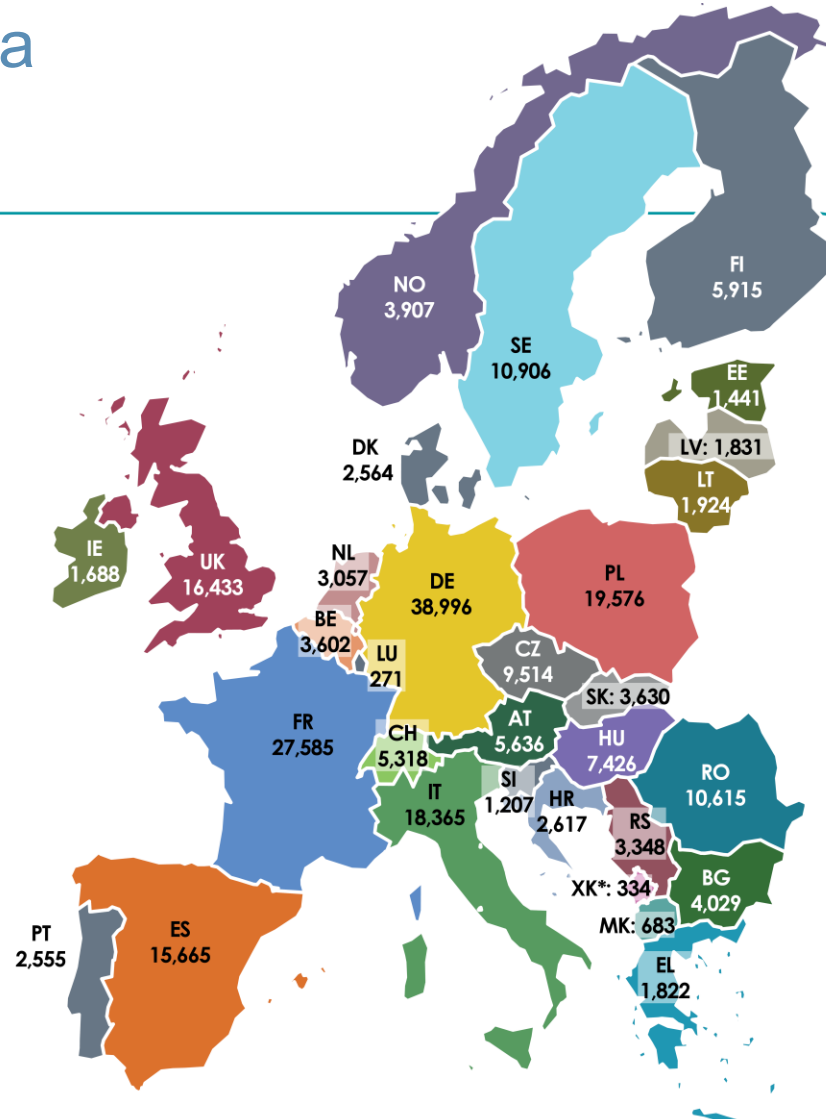 a
NO
3,907
FI
5,915
SE
10,906
EE
1,441
LV: 1,831
LT
1,924
DK
2,564
IE
1,688
UK
16,433
NL
3,057
BE
3,602
LU
271
DE
38,996
PL
19,576
CZ
9,514
SK: 3,630
FR
27,585
CH
5,318
AT
5,636
HU
7,426
RO
10,615
IT
18,365
SI
1,207
HR
2,617
RS
3,348
XK*: 334
BG
4,029
MK: 683
EL
1,822
PT
2,555
ES
15,665